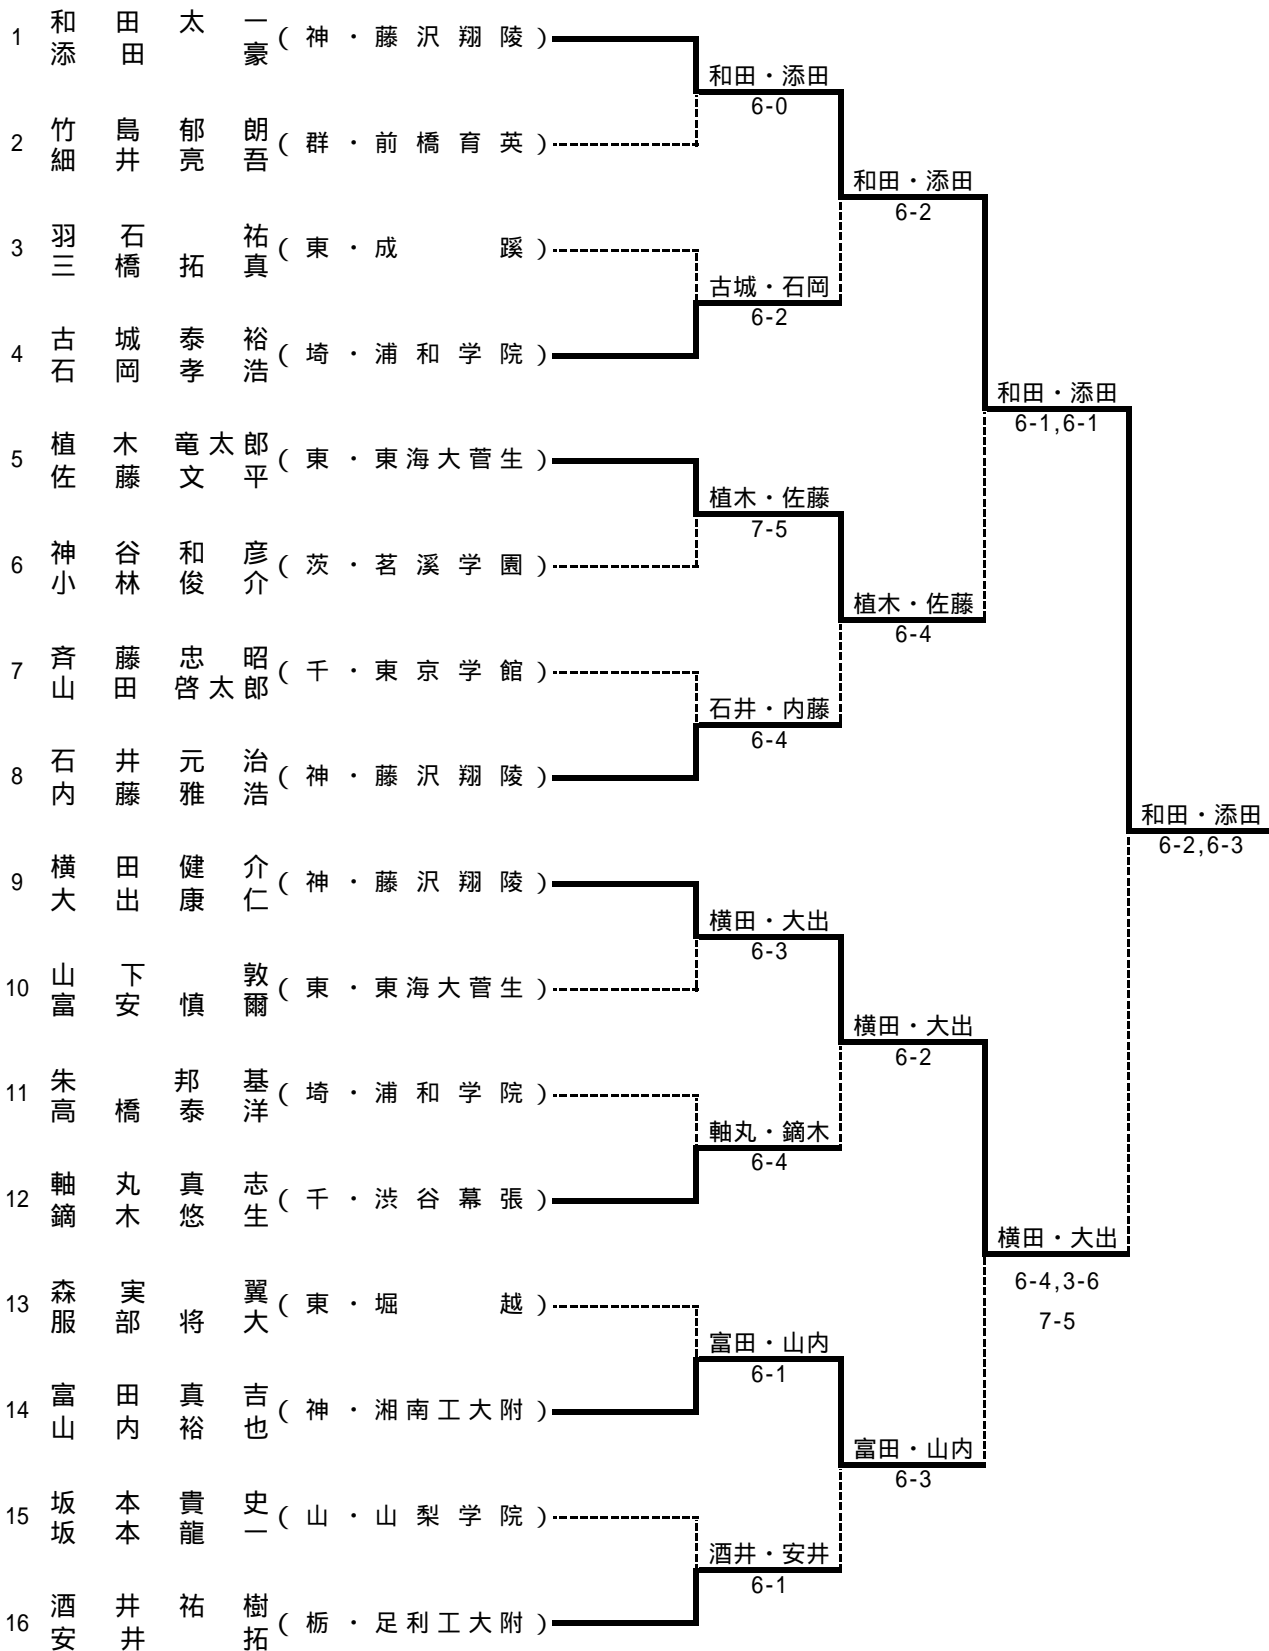 1 和田太一 (神・藤沢翔陵)
添田豪
和田・添田
6-0
2 竹島郁朗 (群・前橋育英)
細井亮吾
和田・添田
6-2
3 羽石祐 (東・成蹊)
三橋拓真
古城・石岡
6-2
4 古城泰裕 (埼・浦和学院)
石岡孝浩
和田・添田
6-1,6-1
5 植木竜太郎 (東・東海大菅生)
佐藤文平
植木・佐藤
7-5
6 神谷和彦 (茨・茗溪学園)
小林俊介
植木・佐藤
6-4
7 斉藤忠昭 (千・東京学館)
山田啓太郎
石井・内藤
6-4
8 石井元治 (神・藤沢翔陵)
内藤雅浩
和田・添田
6-2,6-3
9 横田健介 (神・藤沢翔陵)
大出康仁
横田・大出
6-3
10 山下敦 (東・東海大菅生)
富安慎爾
横田・大出
6-2
11 朱邦基 (埼・浦和学院)
高橋泰洋
軸丸・鏑木
6-4
12 軸丸真志 (千・渋谷幕張)
鏑木悠生
横田・大出
6-4,3-6
7-5
13 森実翼 (東・堀越)
服部将大
富田・山内
6-1
14 富田真吉 (神・湘南工大附)
山内裕也
富田・山内
6-3
15 坂本貴史 (山・山梨学院)
坂本龍一
酒井・安井
6-1
16 酒井祐樹 (栃・足利工大附)
安井拓